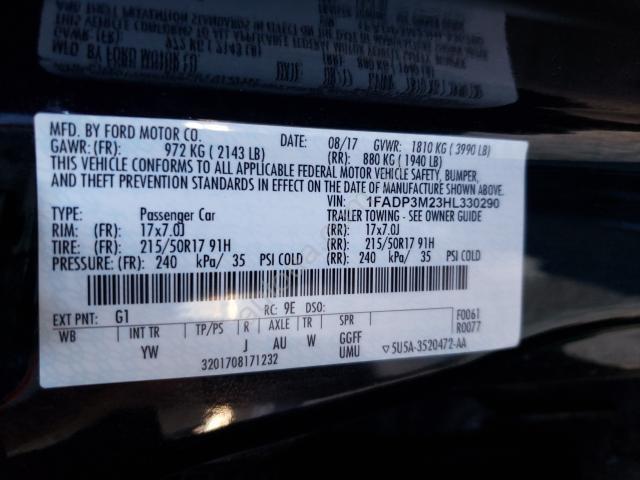 MFD. BY FORD MOTOR CO. DATE: 08/17 GVWR: 1810 KG ( 3990 LB)
GAWR: (FR): 972 KG ( 2143 LB) (RR): 880 KG ( 1940 LB)
THIS VEHICLE CONFORMS TO ALL APPLICABLE FEDERAL MOTOR VEHICLE SAFETY, BUMPER,
AND THEFT PREVENTION STANDARDS IN EFFECT ON THE DATE OF MANUFACTURE SHOWN ABOVE.
VIN: 1FADP3M23HL330290
TYPE: Passenger Car TRAILER TOWING - SEE OWNER GUIDE
RIM: (FR): 17x7.0J (RR): 17x7.0J
TIRE: (FR): 215/50R17 91H (RR): 215/50R17 91H
PRESSURE: (FR): 240 kPa/ 35 PSI COLD (RR): 240 kPa/ 35 PSI COLD
EXT PNT: G1 RC: 9E DSO: F0061
R0077
WB INT TR TP/PS R AXLE TR SPR
YW J AU W GGFF
UMU
3201708171232 5U5A-3520472-AA